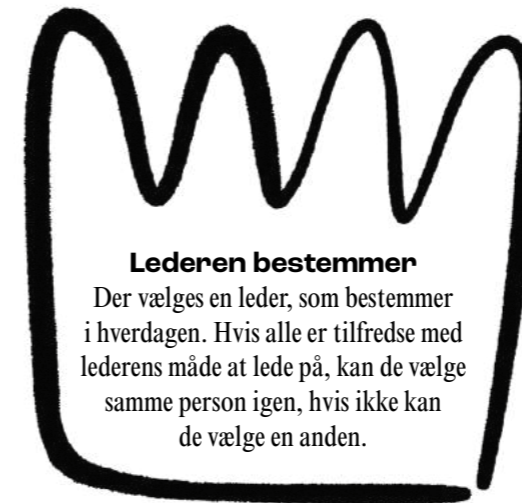 Lederen bestemmer
Der vælges en leder, som bestemmer
i hverdagen. Hvis alle er tilfredse med
lederens måde at lede på, kan de vælge
samme person igen, hvis ikke kan
de vælge en anden.